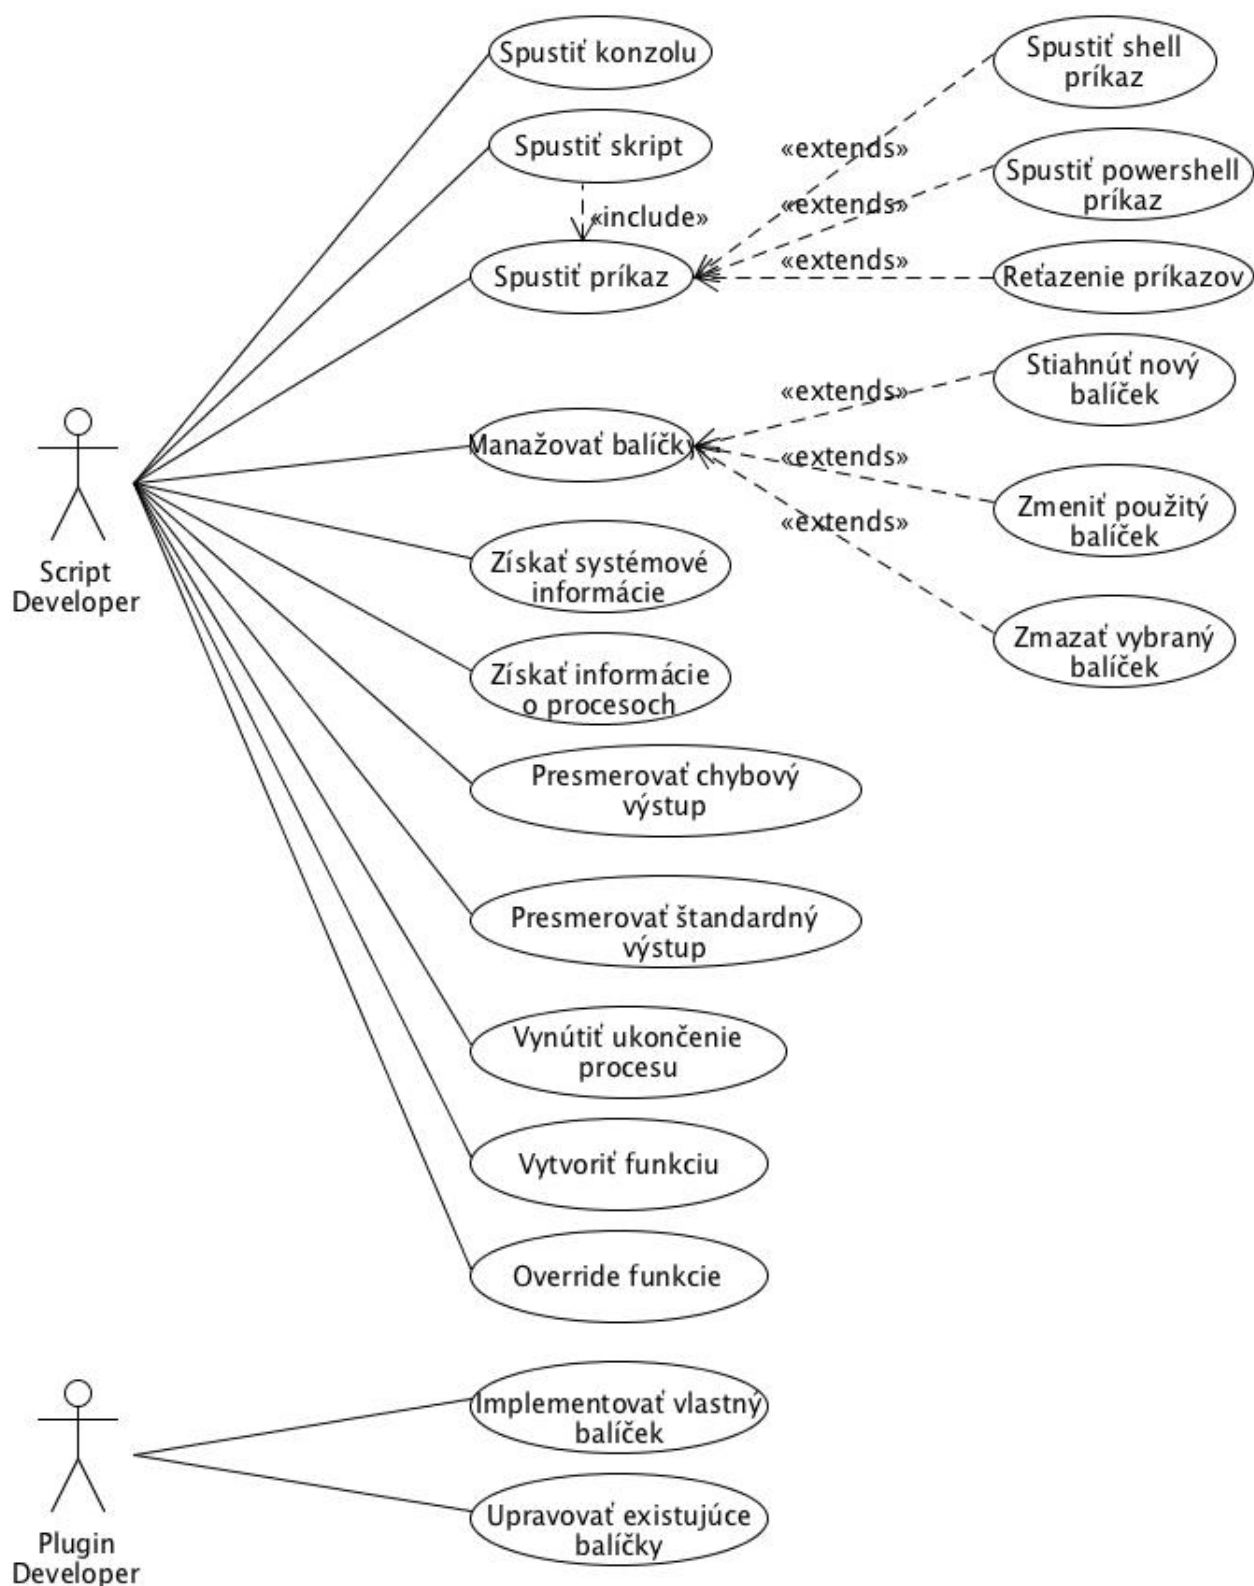 Spustiť konzolu
Spustiť shell
príkaz
Spustiť skript
«extends»
Spustiť powershell
príkaz
«extends»
«include»
«extends»
Spustiť príkaz
Reťazenie príkazov
Stiahnúť nový
balíček
«extends»
Manažovať balíčky
«extends»
Zmeniť použitý
balíček
«extends»
Script
Developer
Získať systémové
informácie
Zmazať vybraný
balíček
Získať informácie
o procesoch
Presmerovať chybový
výstup
Presmerovať štandardný
výstup
Vynútiť ukončenie
procesu
Vytvoriť funkciu
Override funkcie
Implementovať vlastný
balíček
Plugin
Developer
Upravovať existujúce
balíčky